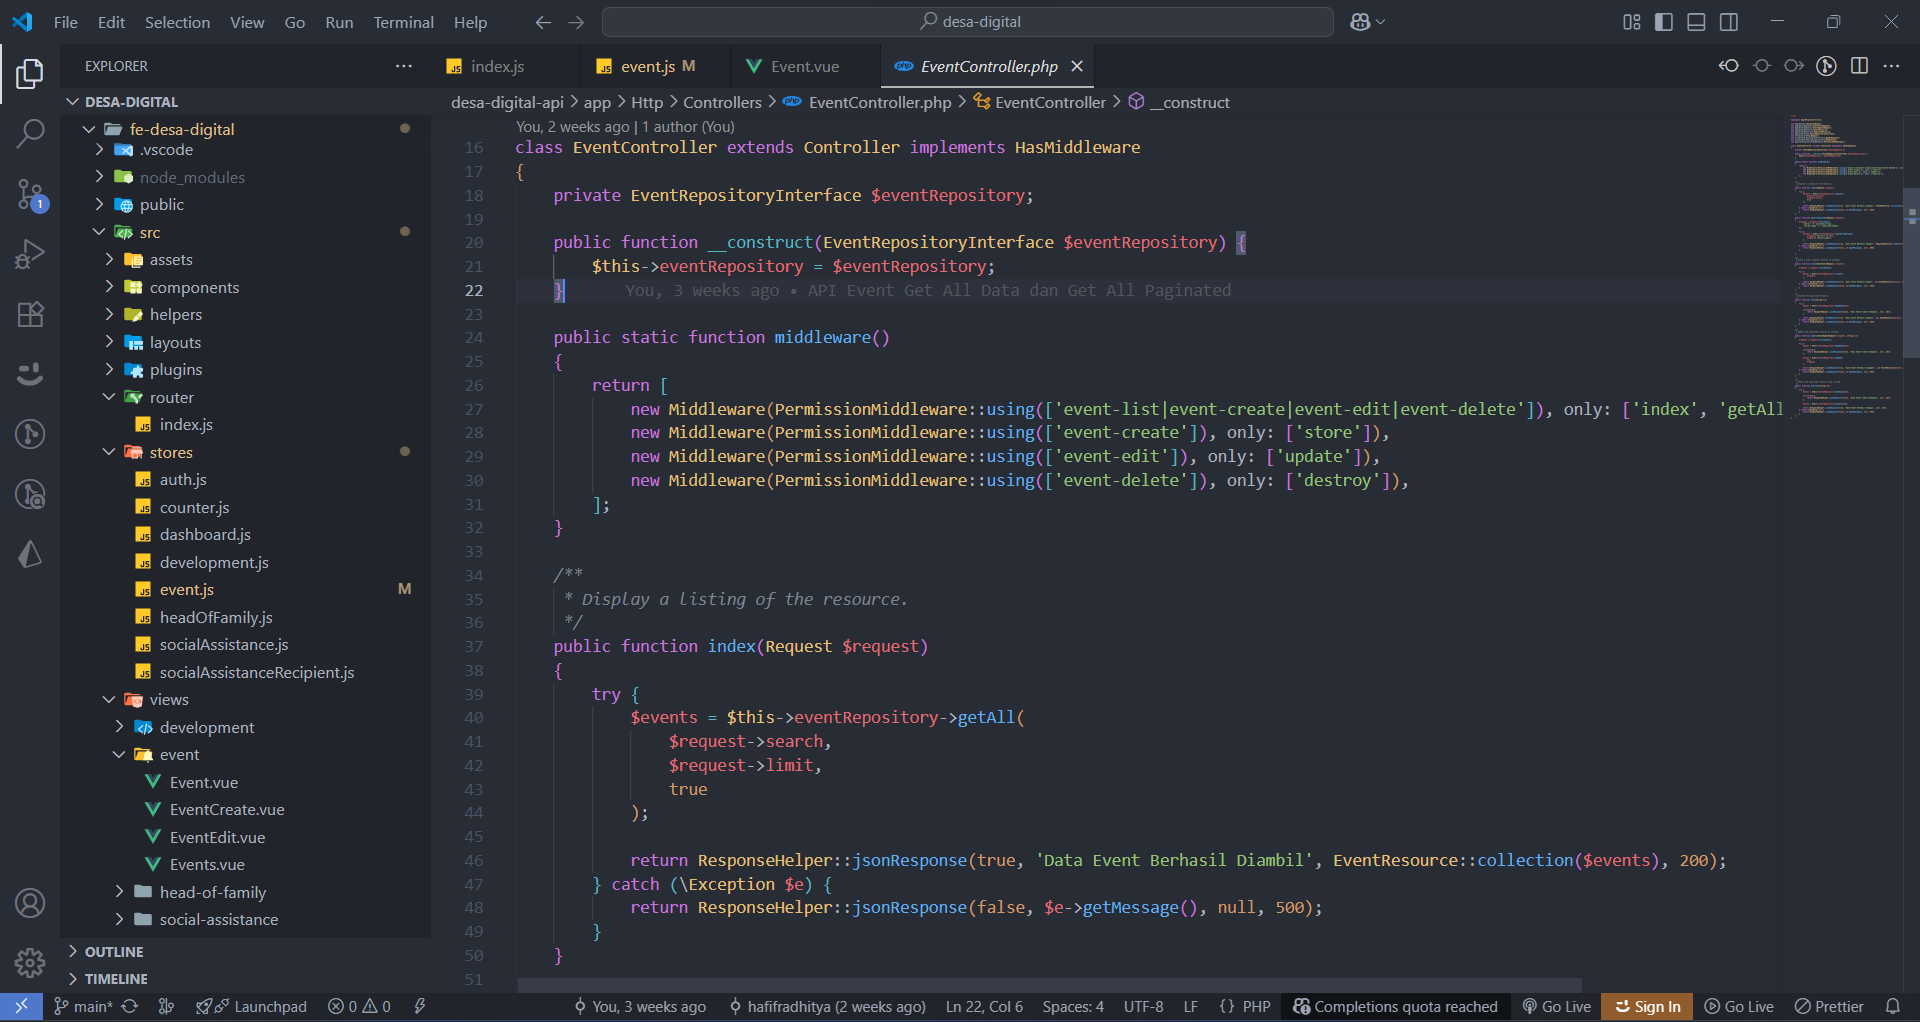 File Edit Selection View Go Run Terminal Help
desa-digital
EXPLORER
index.js
event.js M
Event.vue
EventController.php
DESA-DIGITAL
fe-desa-digital
.vscode
node_modules
public
src
assets
components
helpers
layouts
plugins
router
index.js
stores
auth.js
counter.js
dashboard.js
development.js
event.js M
headOfFamily.js
socialAssistance.js
socialAssistanceRecipient.js
views
development
event
Event.vue
EventCreate.vue
EventEdit.vue
Events.vue
head-of-family
social-assistance
OUTLINE
TIMELINE
1
desa-digital-api > app > Http > Controllers > EventController.php > EventController > __construct
You, 2 weeks ago | 1 author (You)
16 class EventController extends Controller implements HasMiddleware
17 {
18 private EventRepositoryInterface $eventRepository;
19
20 public function __construct(EventRepositoryInterface $eventRepository) {
21 $this->eventRepository = $eventRepository;
22 } You, 3 weeks ago • API Event Get All Data dan Get All Paginated
23
24 public static function middleware()
25 {
26 return [
27 new Middleware(PermissionMiddleware::using(['event-list|event-create|event-edit|event-delete']), only: ['index', 'getAll
28 new Middleware(PermissionMiddleware::using(['event-create']), only: ['store']),
29 new Middleware(PermissionMiddleware::using(['event-edit']), only: ['update']),
30 new Middleware(PermissionMiddleware::using(['event-delete']), only: ['destroy']),
31 ];
32 }
33
34 /**
35 * Display a listing of the resource.
36 */
37 public function index(Request $request)
38 {
39 try {
40 $events = $this->eventRepository->getAll(
41 $request->search,
42 $request->limit,
43 true
44 );
45
46 return ResponseHelper::jsonResponse(true, 'Data Event Berhasil Diambil', EventResource::collection($events), 200);
47 } catch (\Exception $e) {
48 return ResponseHelper::jsonResponse(false, $e->getMessage(), null, 500);
49 }
50 }
51
main* Launchpad 0 0 You, 3 weeks ago hafifradhitya (2 weeks ago) Ln 22, Col 6 Spaces: 4 UTF-8 LF {} PHP Completions quota reached Go Live Sign In Go Live Prettier